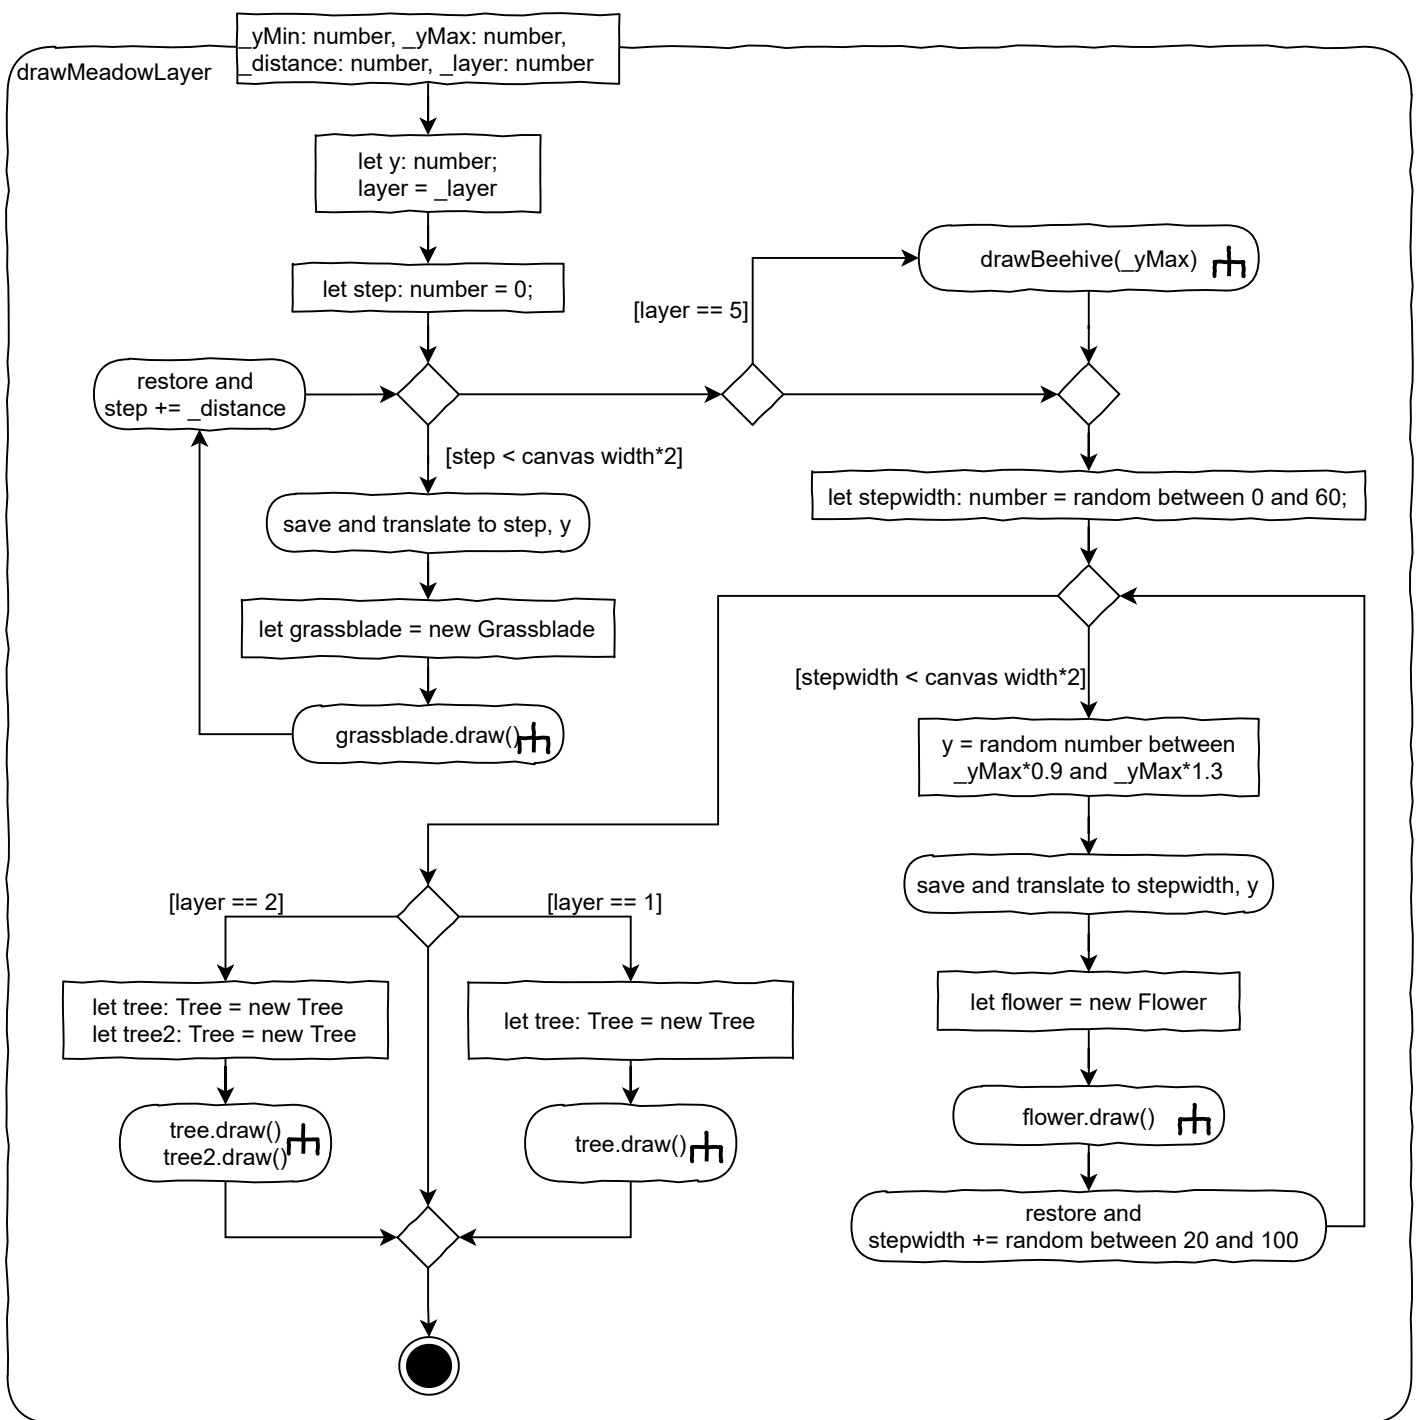 _yMin: number, _yMax: number,
_distance: number, _layer: number
drawMeadowLayer
let y: number;
layer = _layer
let step: number = 0;
restore and
step += _distance
[step < canvas width*2]
save and translate to step, y
let grassblade = new Grassblade
grassblade.draw()
[layer == 5]
drawBeehive(_yMax)
let stepwidth: number = random between 0 and 60;
[stepwidth < canvas width*2]
y = random number between
_yMax*0.9 and _yMax*1.3
save and translate to stepwidth, y
let flower = new Flower
flower.draw()
restore and
stepwidth += random between 20 and 100
[layer == 2]
let tree: Tree = new Tree
let tree2: Tree = new Tree
tree.draw()
tree2.draw()
[layer == 1]
let tree: Tree = new Tree
tree.draw()